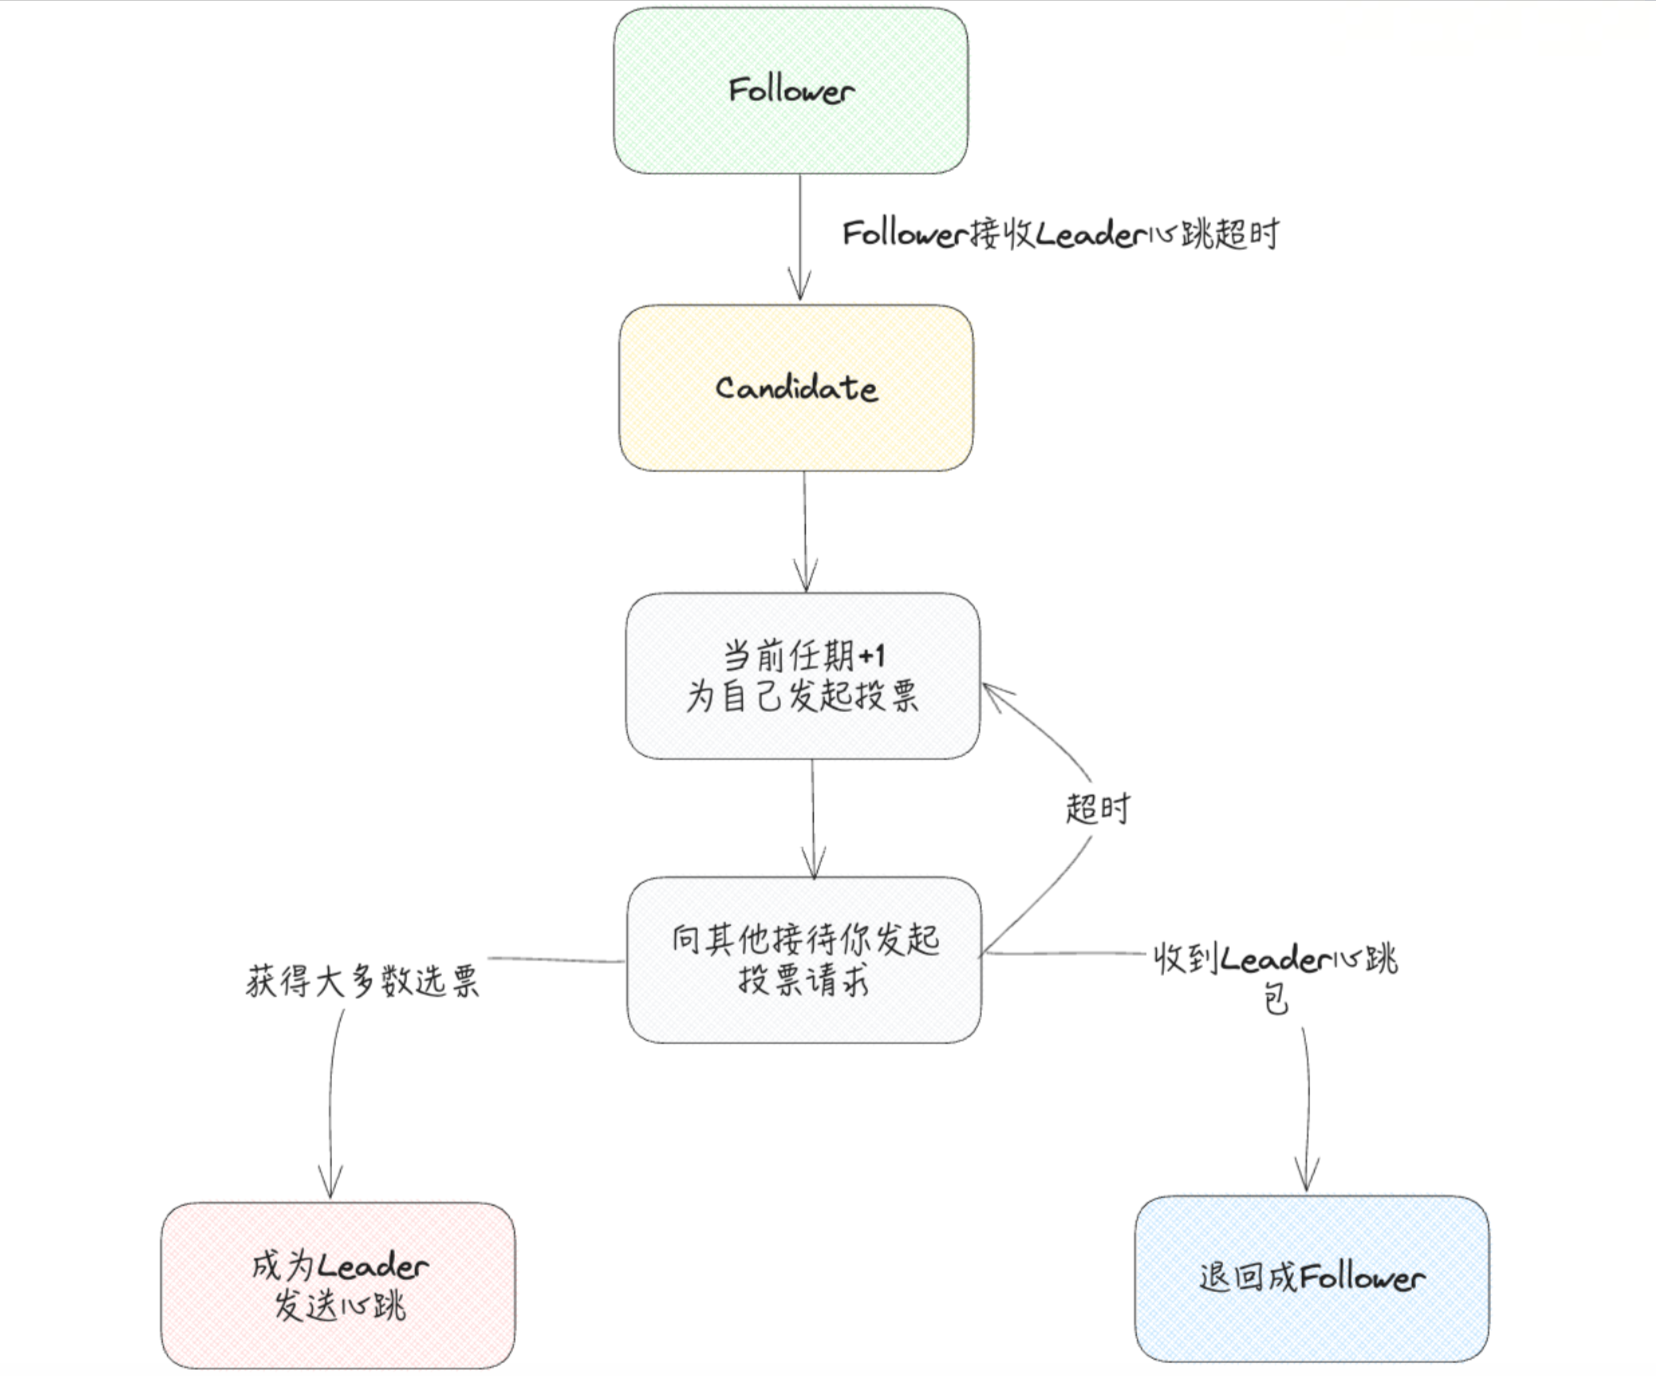 Follower
Follower接收Leader心跳超时
Candidate
当前任期+1
为自己发起投票
超时
向其他接待你发起
投票请求
获得大多数选票
收到Leader心跳
包
成为Leader
发送心跳
退回成Follower